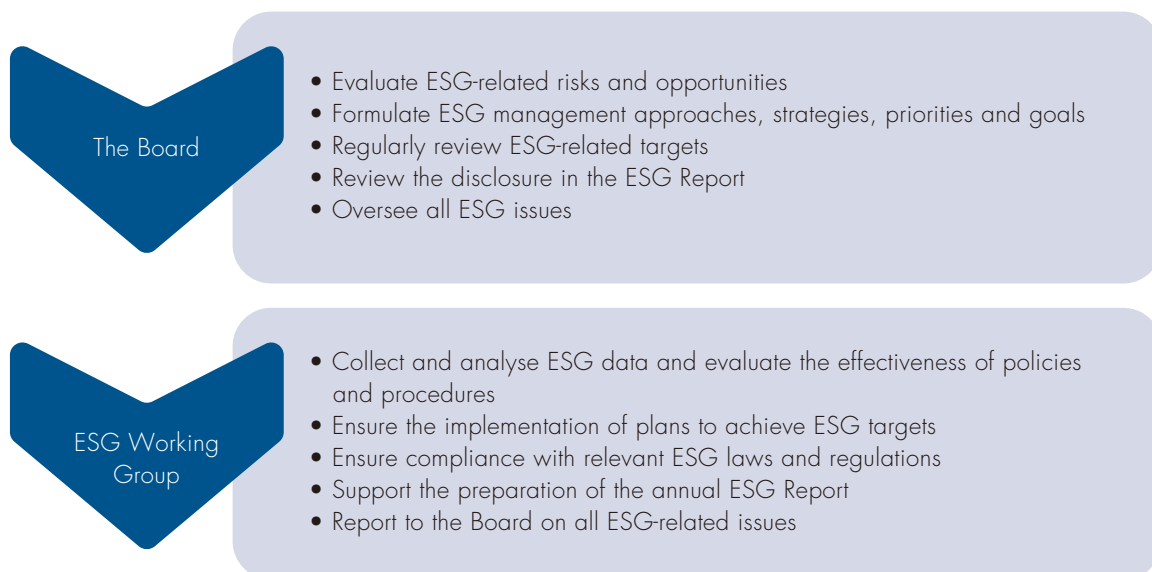 The Board
• Evaluate ESG-related risks and opportunities
• Formulate ESG management approaches, strategies, priorities and goals
• Regularly review ESG-related targets
• Review the disclosure in the ESG Report
• Oversee all ESG issues
ESG Working
Group
• Collect and analyse ESG data and evaluate the effectiveness of policies
and procedures
• Ensure the implementation of plans to achieve ESG targets
• Ensure compliance with relevant ESG laws and regulations
• Support the preparation of the annual ESG Report
• Report to the Board on all ESG-related issues